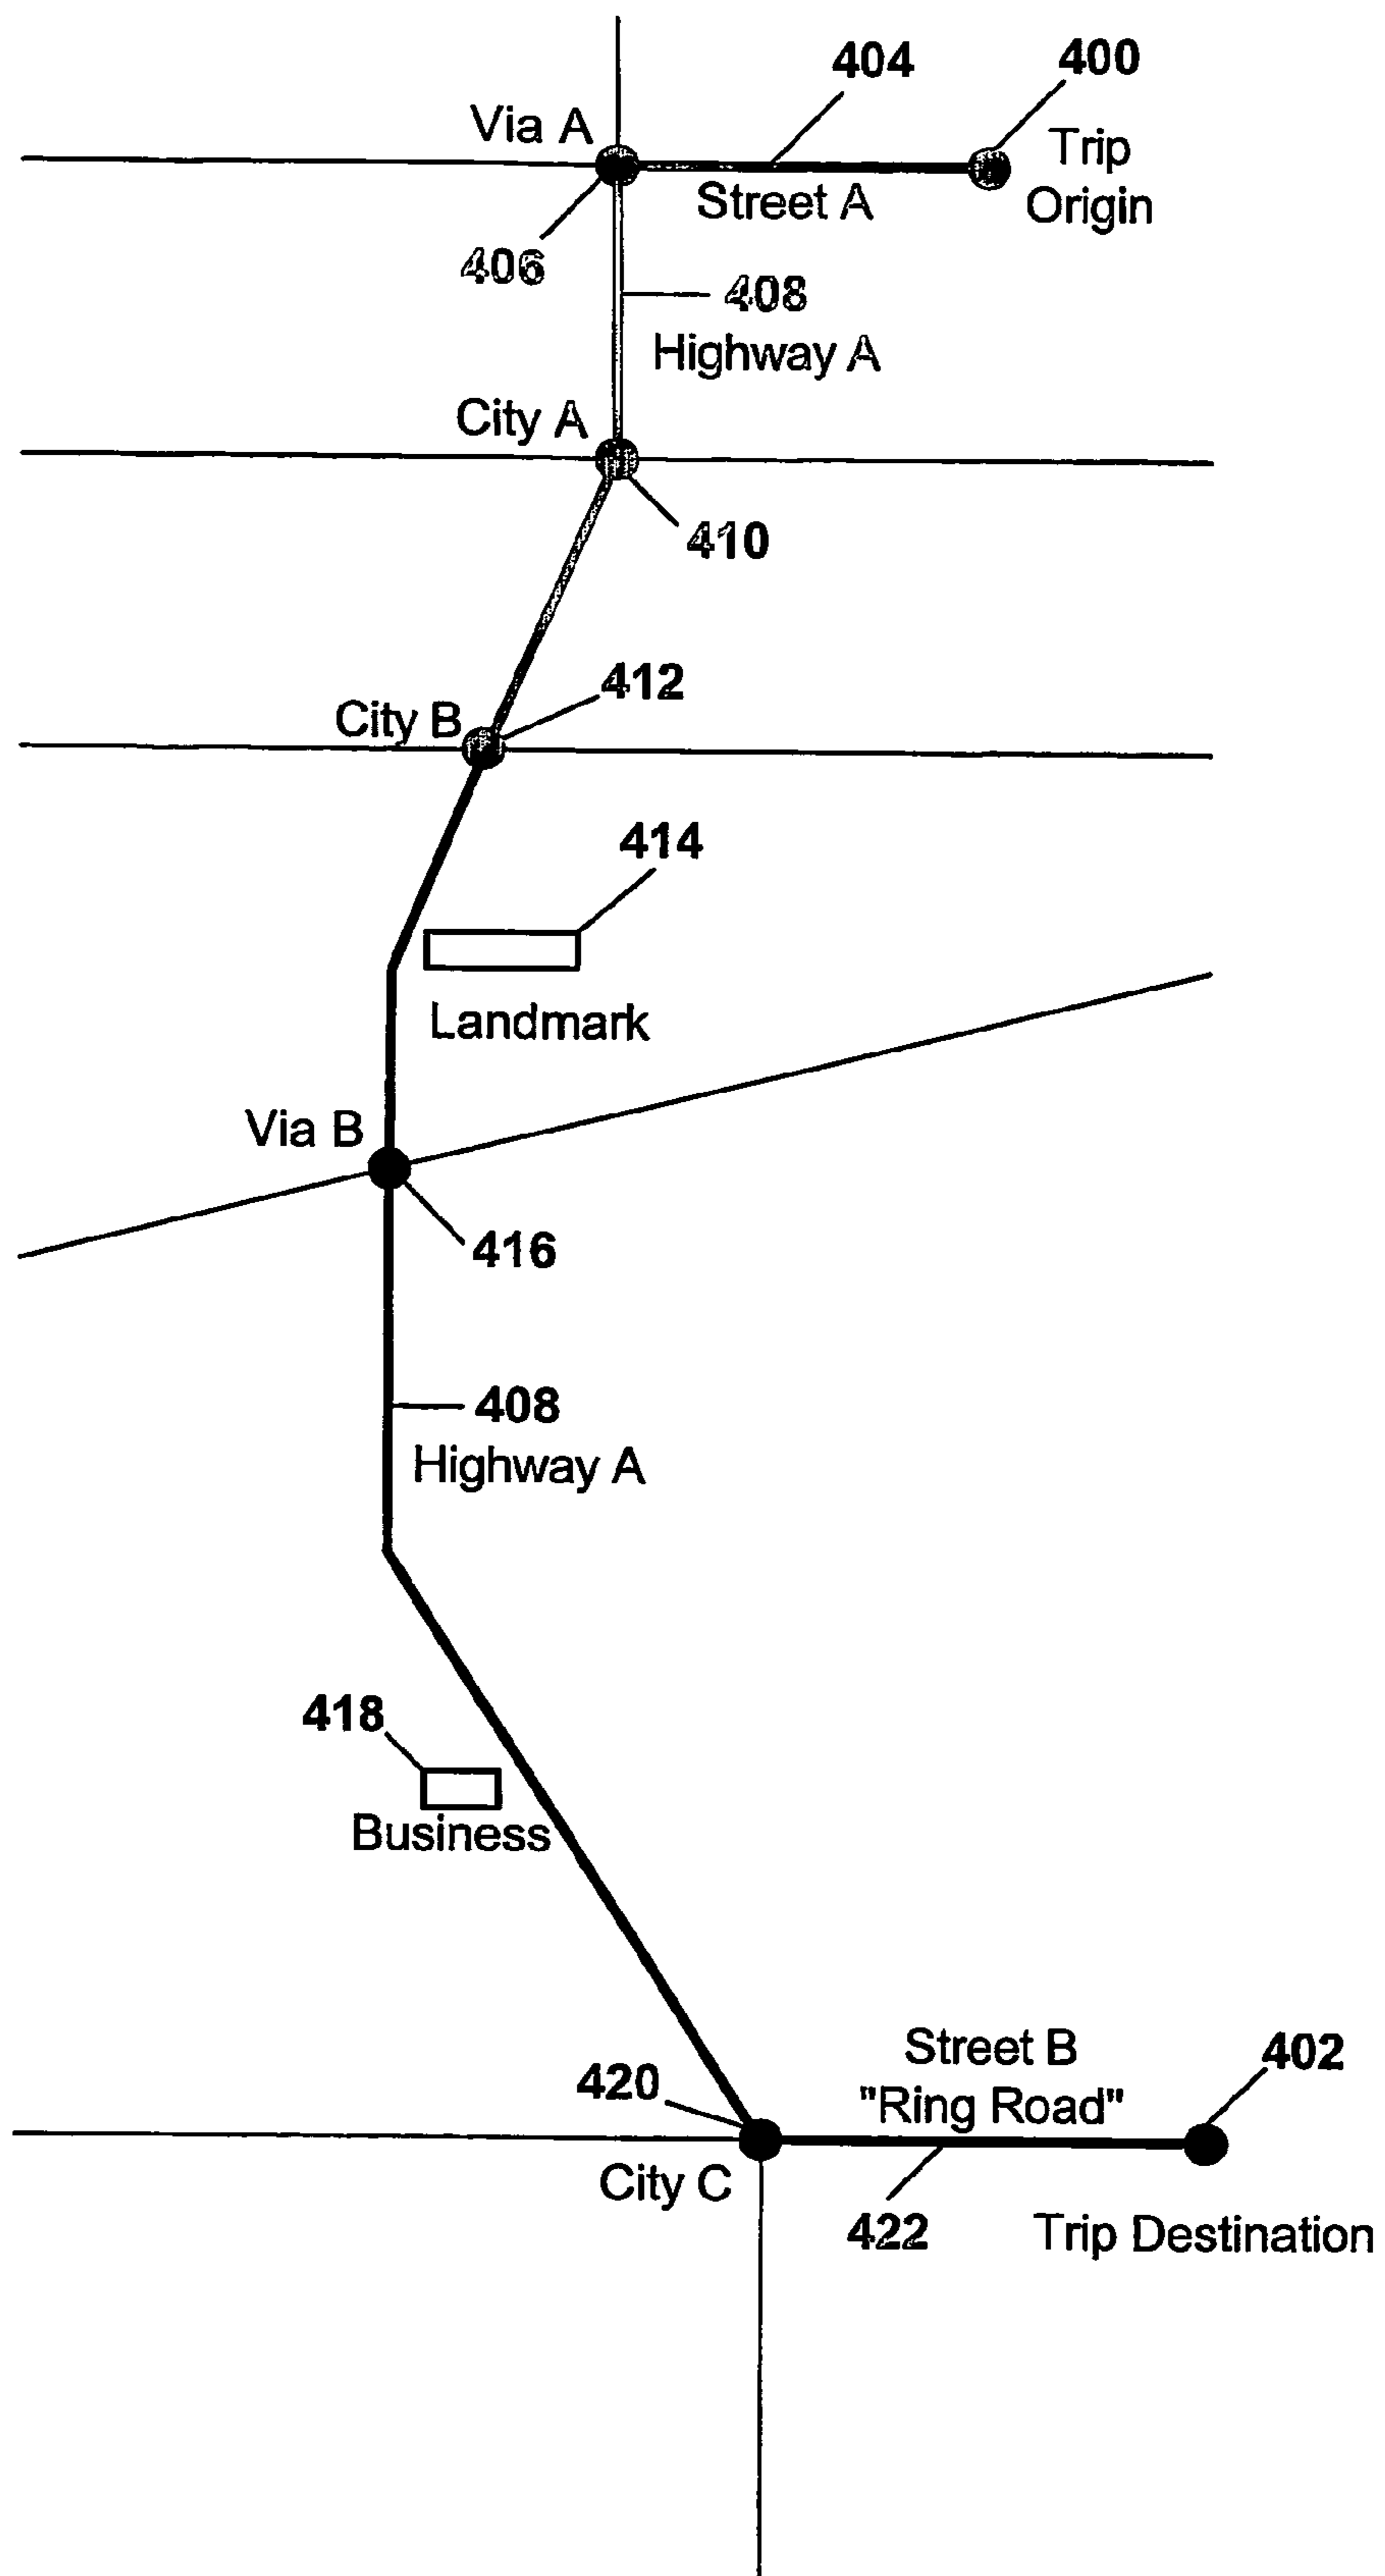 404
400
Via A
Trip
Origin
Street A
406
408
Highway A
City A
410
412
City B
414
Landmark
Via B
416
408
Highway A
418
Business
Street B
"Ring Road"
402
420
City C
422
Trip Destination